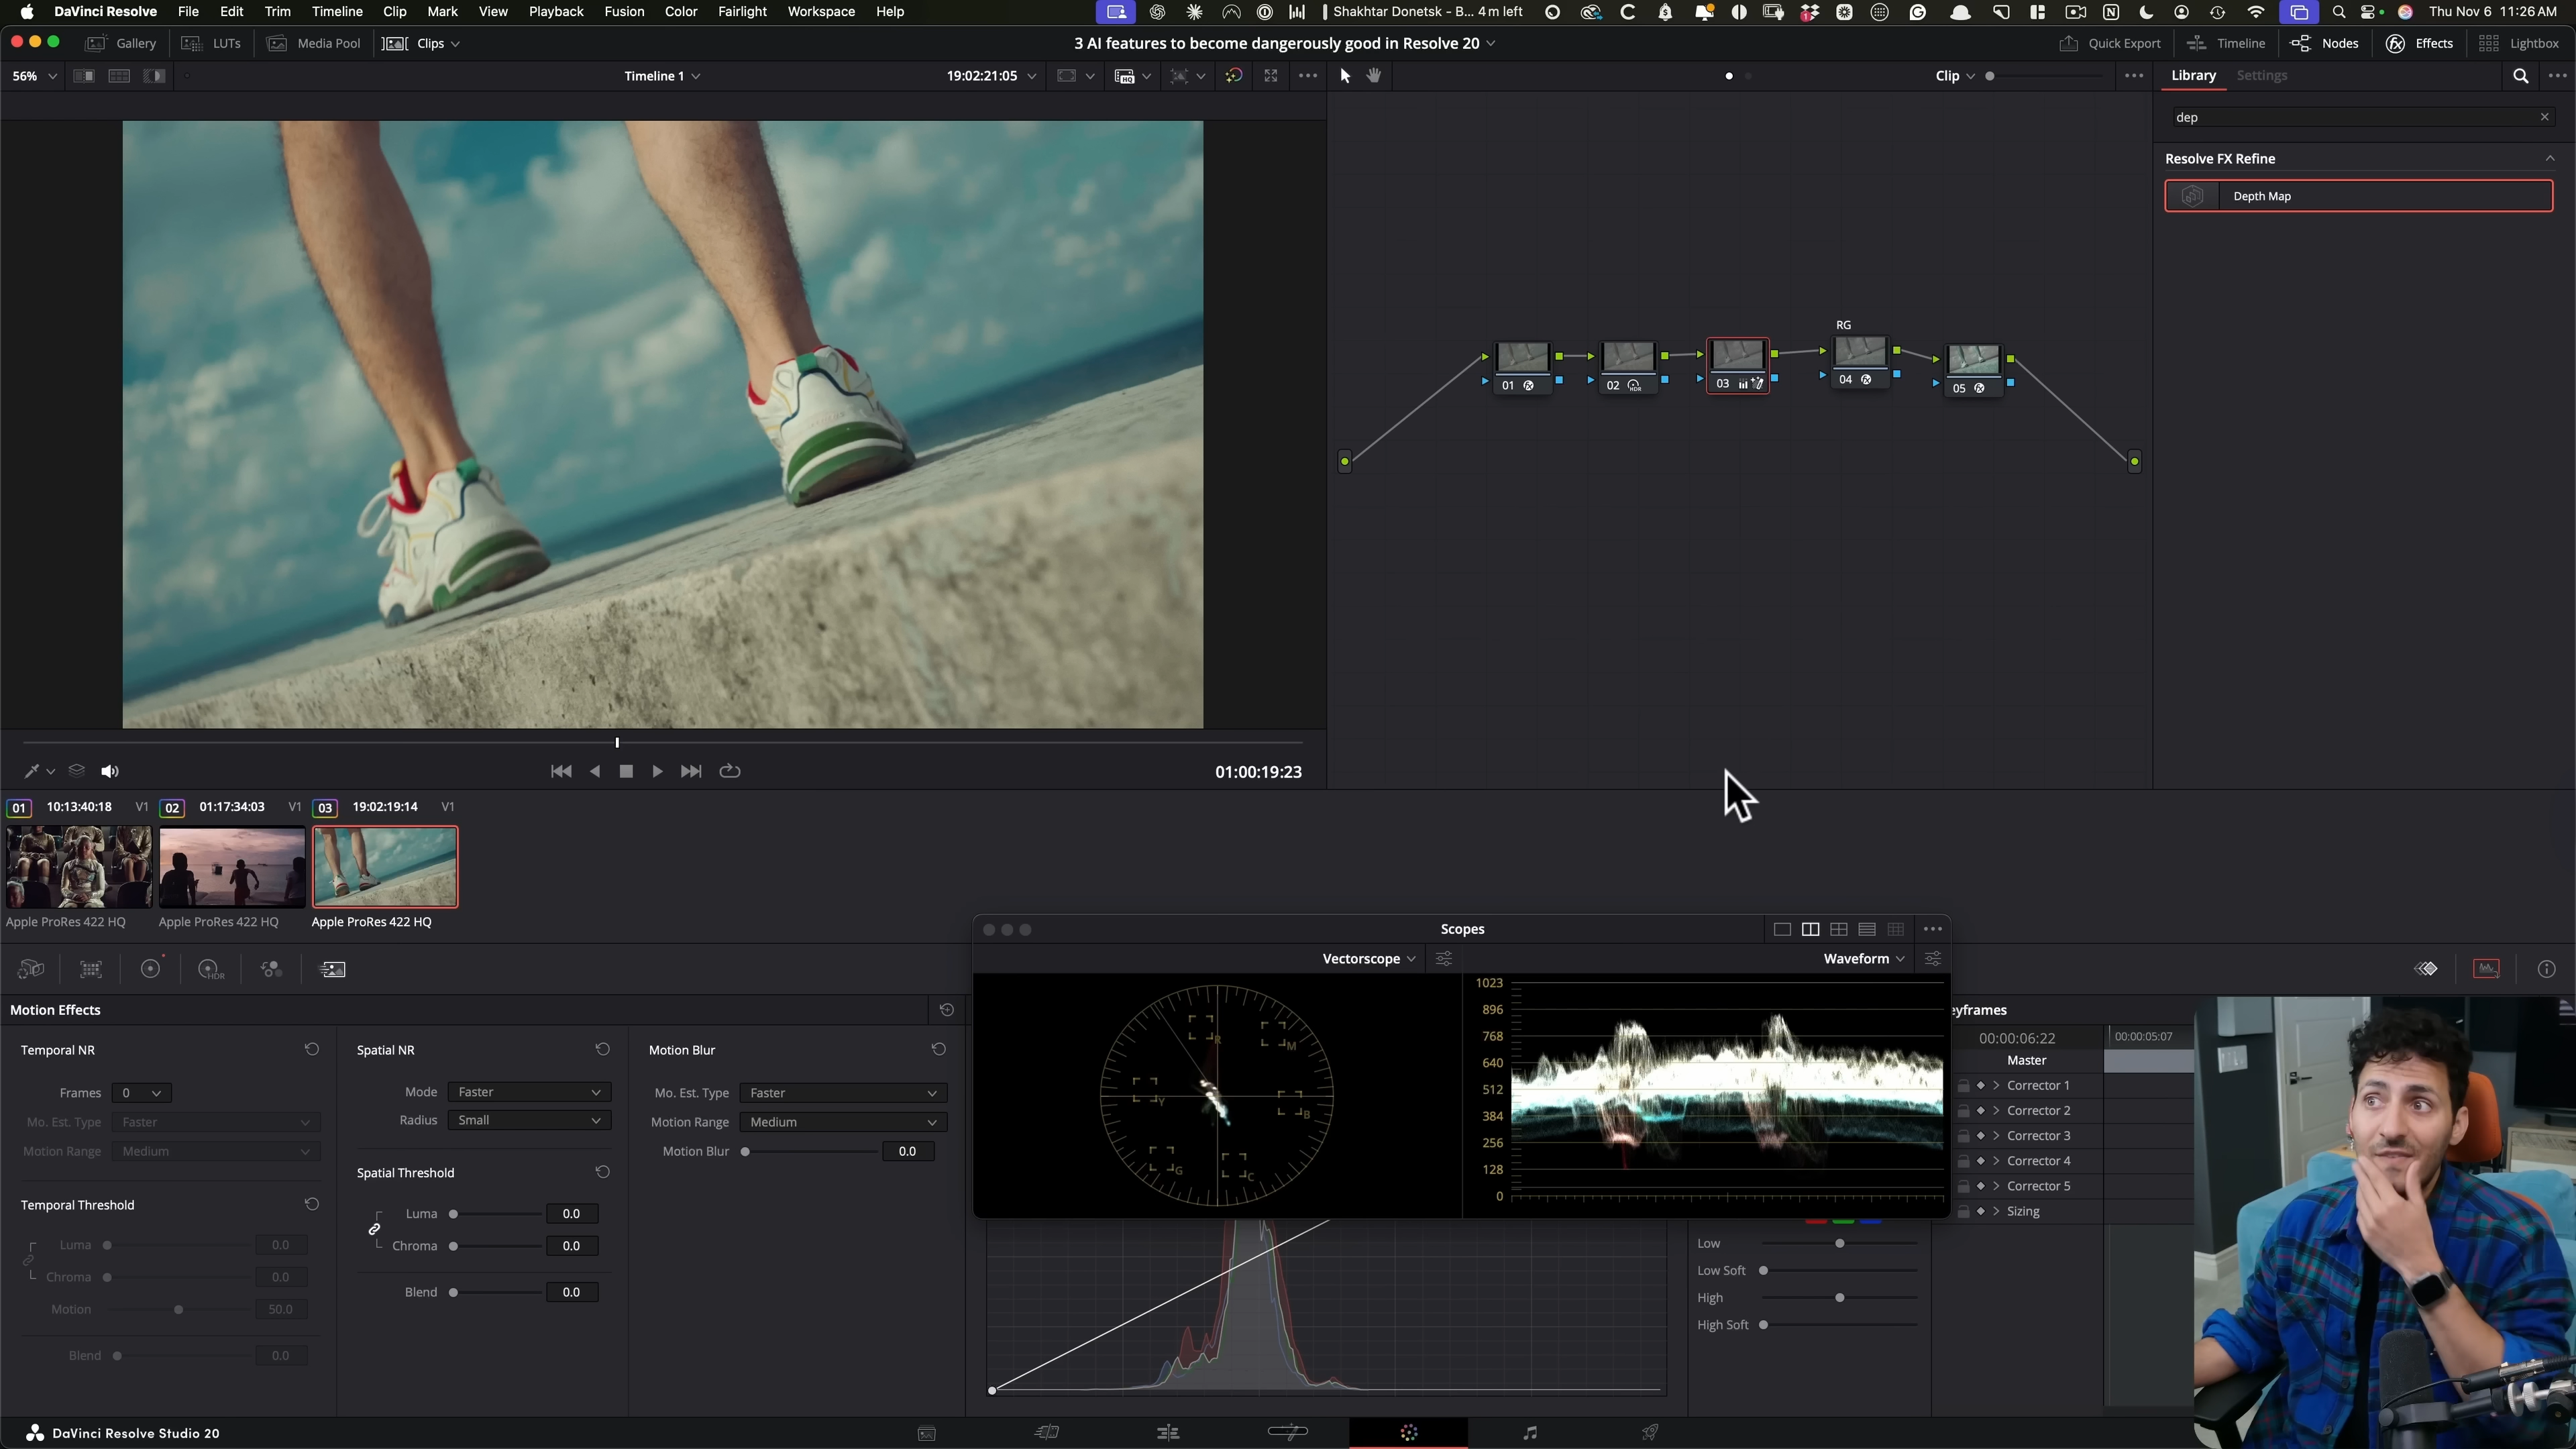 DaVinci Resolve File Edit Trim Timeline Clip Mark View Playback Fusion Color Fairlight Workspace Help Shakhtar Donetsk - B... 4m left Thu Nov 6 11:26 AM
Gallery LUTs Media Pool Clips 3 AI features to become dangerously good in Resolve 20 Quick Export Timeline Nodes Effects Lightbox
56% Timeline 1 19:02:21:05 Clip Library Settings
dep
Resolve FX Refine
Depth Map
RG
01 02 HDR 03 04 05
01:00:19:23
01 10:13:40:18 V1 02 01:17:34:03 V1 03 19:02:19:14 V1
Apple ProRes 422 HQ Apple ProRes 422 HQ Apple ProRes 422 HQ
Scopes
Vectorscope Waveform
HDR
Motion Effects
Temporal NR
Frames 0
Mo. Est. Type Faster
Motion Range Medium
Temporal Threshold
Luma 0.0
Chroma 0.0
Motion 50.0
Blend 0.0
Spatial NR
Mode Faster
Radius Small
Spatial Threshold
Luma 0.0
Chroma 0.0
Blend 0.0
Motion Blur
Mo. Est. Type Faster
Motion Range Medium
Motion Blur 0.0
R M
Y B
G C
1023
896
768
640
512
384
256
128
0
Low
Low Soft
High
High Soft
eyframes
00:00:06:22 00:00:05:07
Master
Corrector 1
Corrector 2
Corrector 3
Corrector 4
Corrector 5
Sizing
DaVinci Resolve Studio 20